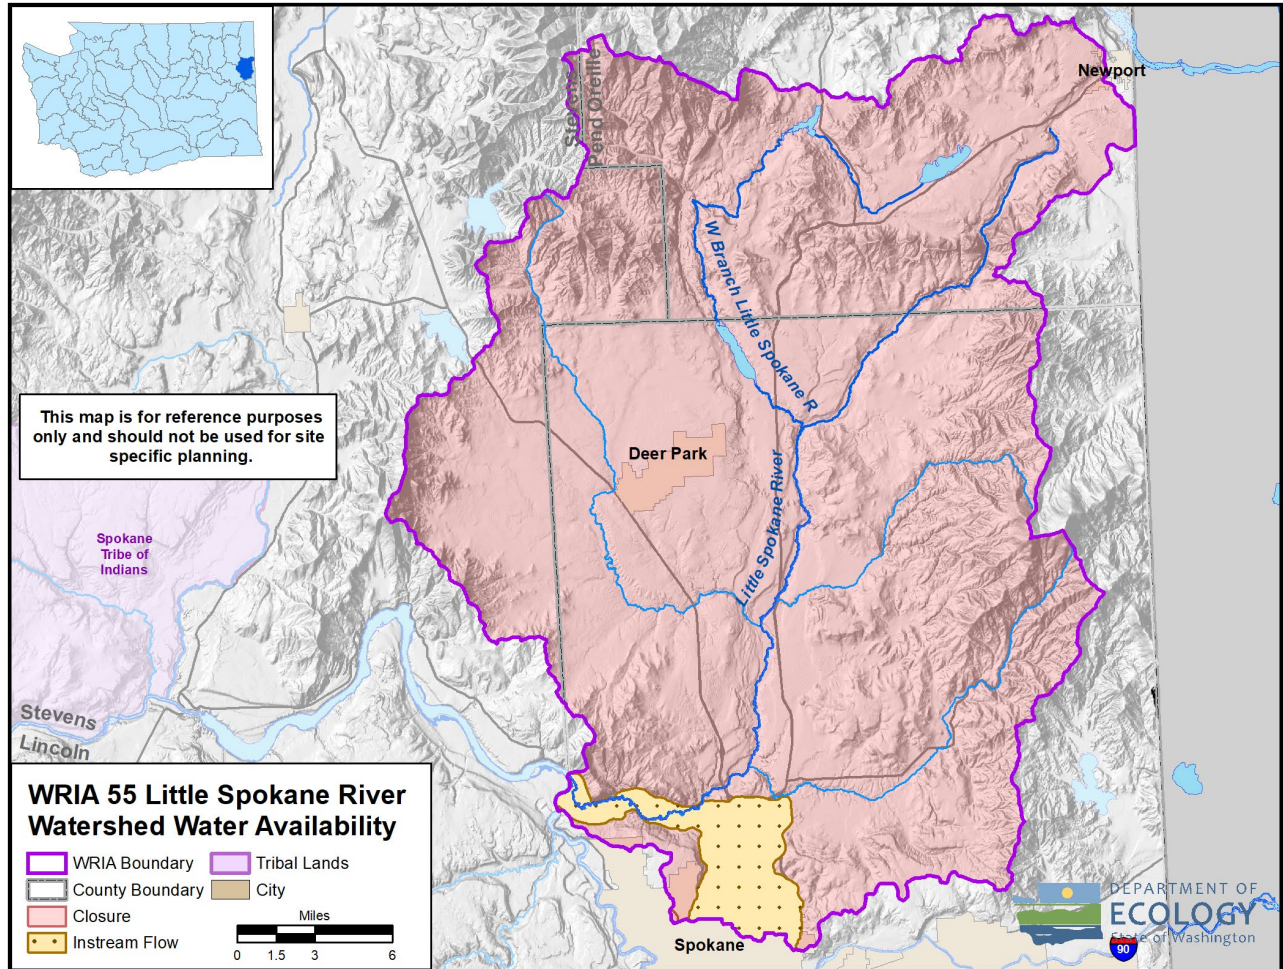 Newport
Stevens
Pend Oreille
W Branch Little Spokane R
This map is for reference purposes
only and should not be used for site
specific planning.
Deer Park
Little Spokane River
Spokane
Tribe of
Indians
Stevens
Lincoln
WRIA 55 Little Spokane River
Watershed Water Availability
WRIA Boundary
Tribal Lands
County Boundary
City
Closure
Instream Flow
Miles
0 1.5 3 6
Spokane
DEPARTMENT OF
ECOLOGY
State of Washington
90